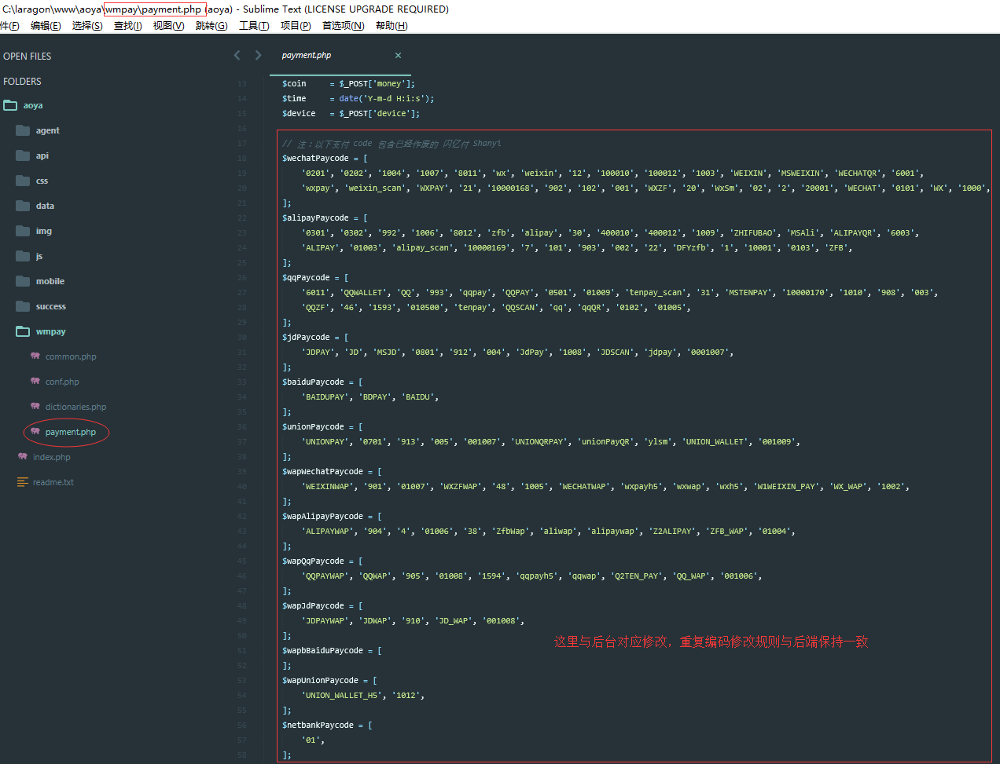 C:\laragon\www\aoya\wmpay\payment.php (aoya) - Sublime Text (LICENSE UPGRADE REQUIRED)
件(F) 编辑(E) 选择(S) 查找(I) 视图(V) 跳转(G) 工具(T) 项目(P) 首选项(N) 帮助(H)
OPEN FILES
FOLDERS
aoya
agent
api
css
data
img
js
mobile
success
wmpay
common.php
conf.php
dictionaries.php
payment.php
index.php
readme.txt
payment.php ×
13 $coin = $_POST['money'];
14 $time = date('Y-m-d H:i:s');
15 $device = $_POST['device'];
16
17 // 注：以下支付 code 包含已经作废的 闪亿付 Shanyi
18 $wechatPaycode = [
19 '0201', '0202', '1004', '1007', '8011', 'wx', 'weixin', '12', '100010', '100012', '1003', 'WEIXIN', 'MSWEIXIN', 'WECHATQR', '6001',
20 'wxpay', 'weixin_scan', 'WXPAY', '21', '10000168', '902', '102', '001', 'WXZF', '20', 'WxSm', '02', '2', '20001', 'WECHAT', '0101', 'WX', '1000',
21 ];
22 $alipayPaycode = [
23 '0301', '0302', '992', '1006', '8012', 'zfb', 'alipay', '30', '400010', '400012', '1009', 'ZHIFUBAO', 'MSAli', 'ALIPAYQR', '6003',
24 'ALIPAY', '01003', 'alipay_scan', '10000169', '7', '101', '903', '002', '22', 'DFYzfb', '1', '10001', '0103', 'ZFB',
25 ];
26 $qqPaycode = [
27 '6011', 'QQWALLET', 'QQ', '993', 'qqpay', 'QQPAY', '0501', '01009', 'tenpay_scan', '31', 'MSTENPAY', '10000170', '1010', '908', '003',
28 'QQZF', '46', '1593', '010500', 'tenpay', 'QQSCAN', 'qq', 'qqQR', '0102', '01005',
29 ];
30 $jdPaycode = [
31 'JDPAY', 'JD', 'MSJD', '0801', '912', '004', 'JdPay', '1008', 'JDSCAN', 'jdpay', '0001007',
32 ];
33 $baiduPaycode = [
34 'BAIDUPAY', 'BDPAY', 'BAIDU',
35 ];
36 $unionPaycode = [
37 'UNIONPAY', '0701', '913', '005', '001007', 'UNIONQRPAY', 'unionPayQR', 'ylsm', 'UNION_WALLET', '001009',
38 ];
39 $wapWechatPaycode = [
40 'WEIXINWAP', '901', '01007', 'WXZFWAP', '48', '1005', 'WECHATWAP', 'wxpayh5', 'wxwap', 'wxh5', 'W1WEIXIN_PAY', 'WX_WAP', '1002',
41 ];
42 $wapAlipayPaycode = [
43 'ALIPAYWAP', '904', '4', '01006', '38', 'ZfbWap', 'aliwap', 'alipaywap', 'Z2ALIPAY', 'ZFB_WAP', '01004',
44 ];
45 $wapQqPaycode = [
46 'QQPAYWAP', 'QQWAP', '905', '01008', '1594', 'qqpayh5', 'qqwap', 'Q2TEN_PAY', 'QQ_WAP', '001006',
47 ];
48 $wapJdPaycode = [
49 'JDPAYWAP', 'JDWAP', '910', 'JD_WAP', '001008',
50 ];
这里与后台对应修改，重复编码修改规则与后端保持一致
51 $wapbBaiduPaycode = [
52 ];
53 $wapUnionPaycode = [
54 'UNION_WALLET_H5', '1012',
55 ];
56 $netbankPaycode = [
57 '01',
58 ];